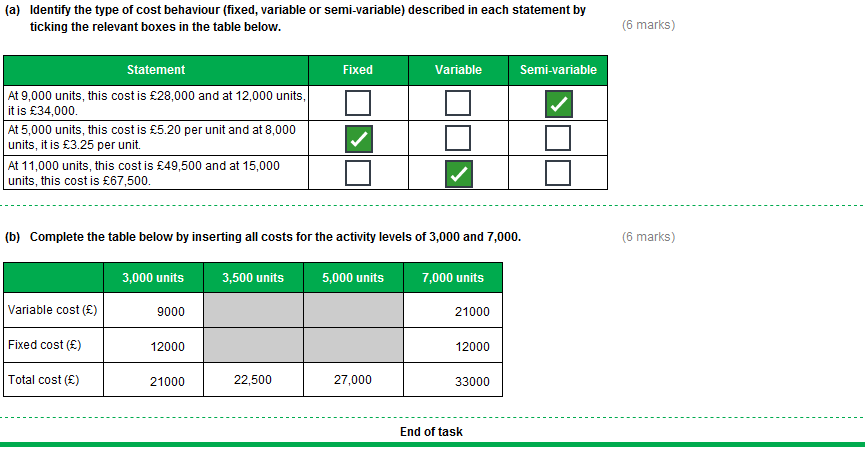 (a) Identify the type of cost behaviour (fixed, variable or semi-variable) described in each statement by
ticking the relevant boxes in the table below.
(6 marks)
Statement Fixed Variable Semi-variable
At 9,000 units, this cost is £28,000 and at 12,000 units,
it is £34,000.
At 5,000 units, this cost is £5.20 per unit and at 8,000
units, it is £3.25 per unit.
At 11,000 units, this cost is £49,500 and at 15,000
units, this cost is £67,500.
(b) Complete the table below by inserting all costs for the activity levels of 3,000 and 7,000.
(6 marks)
3,000 units 3,500 units 5,000 units 7,000 units
Variable cost (£) 9000 21000
Fixed cost (£) 12000 12000
Total cost (£) 21000 22,500 27,000 33000
End of task